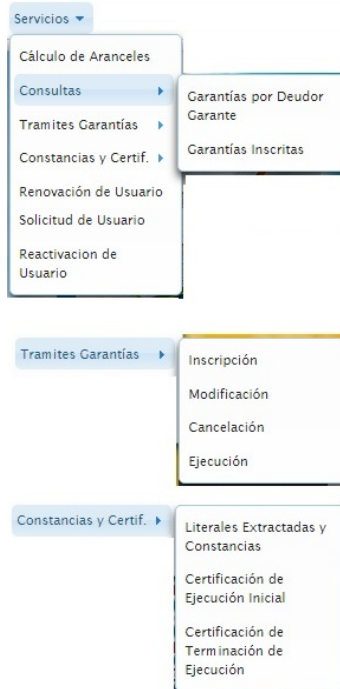 Servicios
Cálculo de Aranceles
Consultas
Tramites Garantías
Constancias y Certif.
Renovación de Usuario
Solicitud de Usuario
Reactivacion de
Usuario
Garantías por Deudor
Garante
Garantías Inscritas
Tramites Garantías
Inscripción
Modificación
Cancelación
Ejecución
Constancias y Certif.
Literales Extractadas y
Constancias
Certificación de
Ejecución Inicial
Certificación de
Terminación de
Ejecución